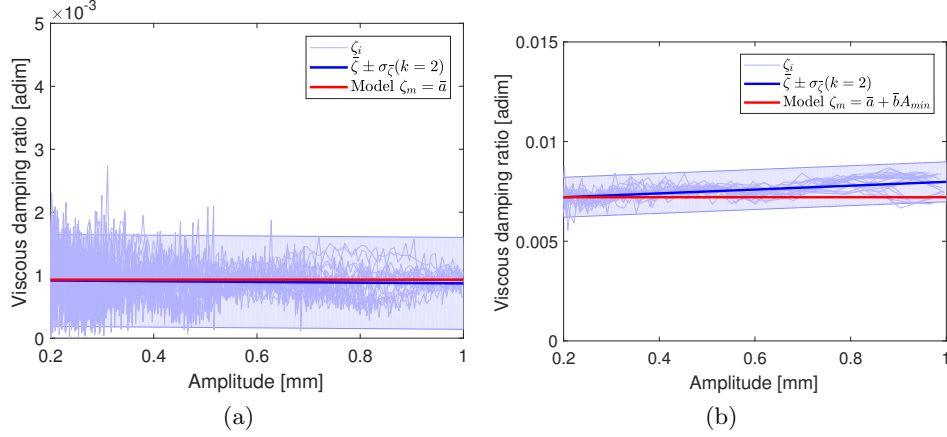 ×10⁻³
5
4
3
2
1
0
0.2 0.4 0.6 0.8 1
Amplitude [mm]
Viscous damping ratio [adim]
ζᵢ
ζ̄ ± σ_ζ̄(k = 2)
Model ζₘ = ā
(a)
0.015
0.01
0.005
0
0.2 0.4 0.6 0.8 1
Amplitude [mm]
Viscous damping ratio [adim]
ζᵢ
ζ̄ ± σ_ζ̄(k = 2)
Model ζₘ = ā + b̄A_min
(b)